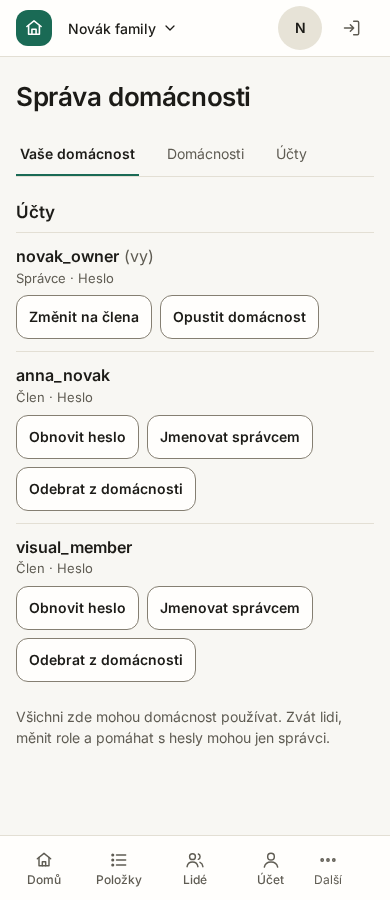 Novák family
N
Správa domácnosti
Vaše domácnost
Domácnosti
Účty
Účty
novak_owner (vy)
Správce · Heslo
Změnit na člena
Opustit domácnost
anna_novak
Člen · Heslo
Obnovit heslo
Jmenovat správcem
Odebrat z domácnosti
visual_member
Člen · Heslo
Obnovit heslo
Jmenovat správcem
Odebrat z domácnosti
Všichni zde mohou domácnost používat. Zvát lidi,
měnit role a pomáhat s hesly mohou jen správci.
Domů
Položky
Lidé
Účet
Další